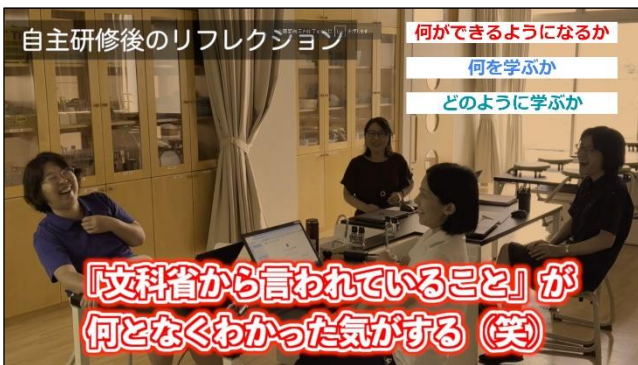 自主研修後のリフレクション
何ができるようになるか
何を学ぶか
どのように学ぶか
『文科省から言われていること』が
何となくわかった気がする（笑）